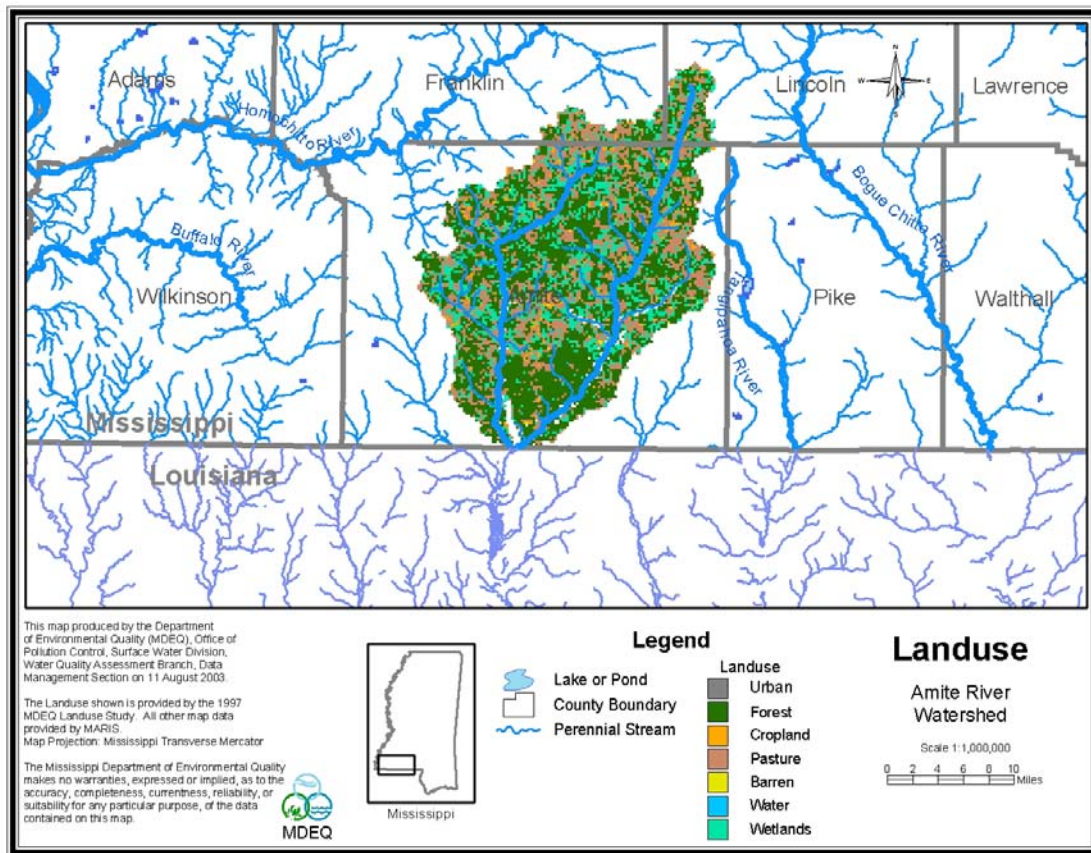 Adams
Franklin
Lincoln
Lawrence
N
W E
S
Homochitto River
Bogue Chitto River
Buffalo River
Wilkinson
Amite
Tangipahoa River
Pike
Walthall
Mississippi
Louisiana
This map produced by the Department
of Environmental Quality (MDEQ), Office of
Pollution Control, Surface Water Division,
Water Quality Assessment Branch, Data
Management Section on 11 August 2003.
The Landuse shown is provided by the 1997
MDEQ Landuse Study. All other map data
provided by MARIS.
Map Projection: Mississippi Transverse Mercator
The Mississippi Department of Environmental Quality
makes no warranties, expressed or implied, as to the
accuracy, completeness, currentness, reliability, or
suitability for any particular purpose, of the data
contained on this map.
MDEQ
Mississippi
Legend
Lake or Pond
County Boundary
Perennial Stream
Landuse
Urban
Forest
Cropland
Pasture
Barren
Water
Wetlands
Landuse
Amite River
Watershed
Scale 1:1,000,000
0 2 4 6 8 10
Miles